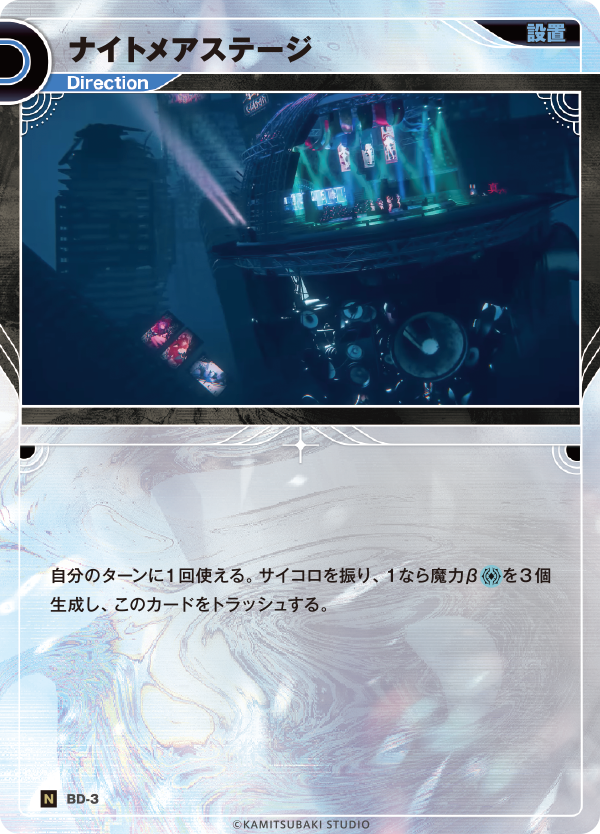 ナイトメアステージ
設置
Direction
真
自分のターンに1回使える。サイコロを振り、1なら魔力βを3個
生成し、このカードをトラッシュする。
N BD-3
©KAMITSUBAKI STUDIO